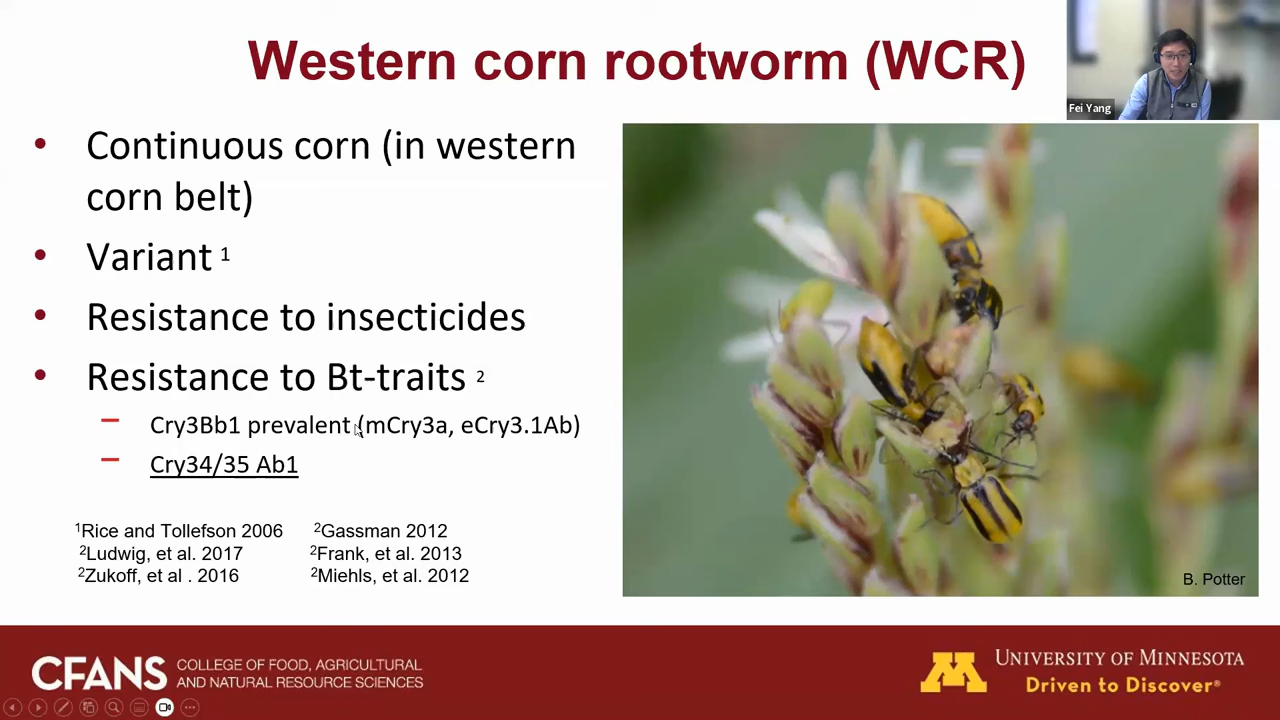 Western corn rootworm (WCR)
Fei Yang
• Continuous corn (in western
corn belt)
• Variant 1
• Resistance to insecticides
• Resistance to Bt-traits 2
– Cry3Bb1 prevalent (mCry3a, eCry3.1Ab)
– Cry34/35 Ab1
1Rice and Tollefson 2006 2Gassman 2012
2Ludwig, et al. 2017 2Frank, et al. 2013
2Zukoff, et al . 2016 2Miehls, et al. 2012
B. Potter
CFANS
COLLEGE OF FOOD, AGRICULTURAL
AND NATURAL RESOURCE SCIENCES
M
UNIVERSITY OF MINNESOTA
Driven to Discover®